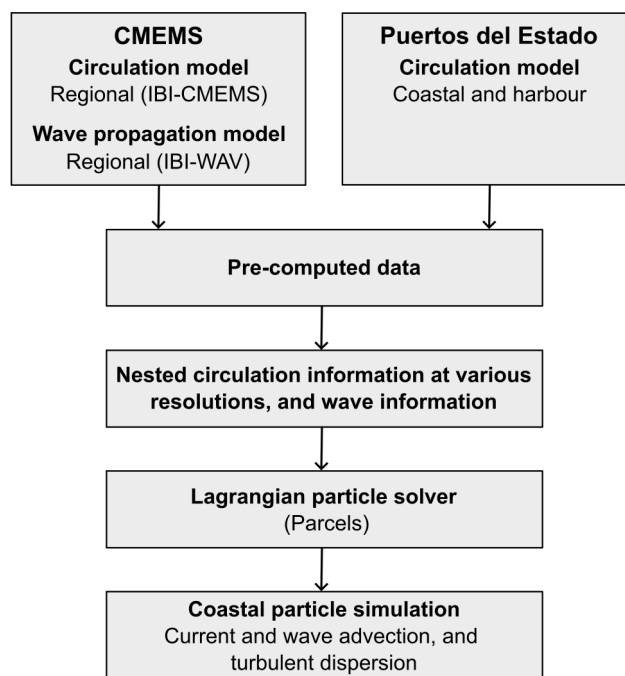 CMEMS
Circulation model
Regional (IBI-CMEMS)
Wave propagation model
Regional (IBI-WAV)
Puertos del Estado
Circulation model
Coastal and harbour
Pre-computed data
Nested circulation information at various
resolutions, and wave information
Lagrangian particle solver
(Parcels)
Coastal particle simulation
Current and wave advection, and
turbulent dispersion